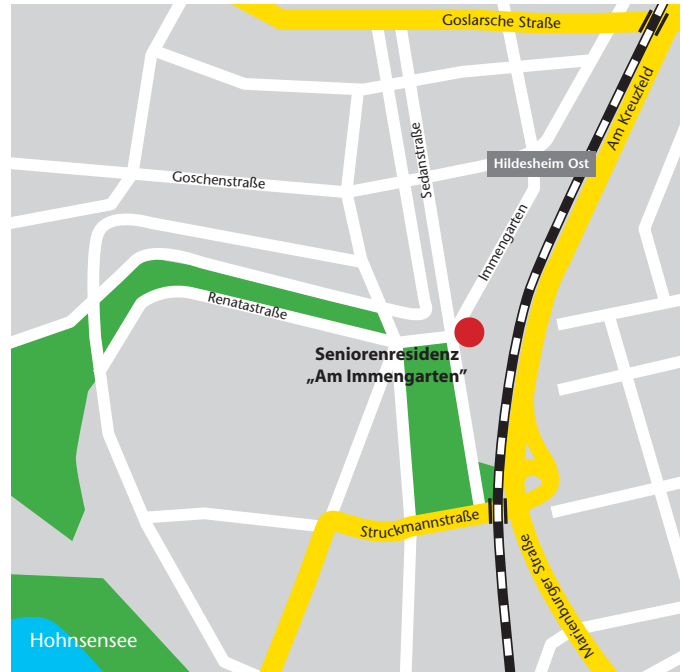 Goslarsche Straße
Am Kreuzfeld
Hildesheim Ost
Sedanstraße
Goschenstraße
Immengarten
Renatastraße
Seniorenresidenz
„Am Immengarten”
Struckmannstraße
Marienburger Straße
Hohnsensee